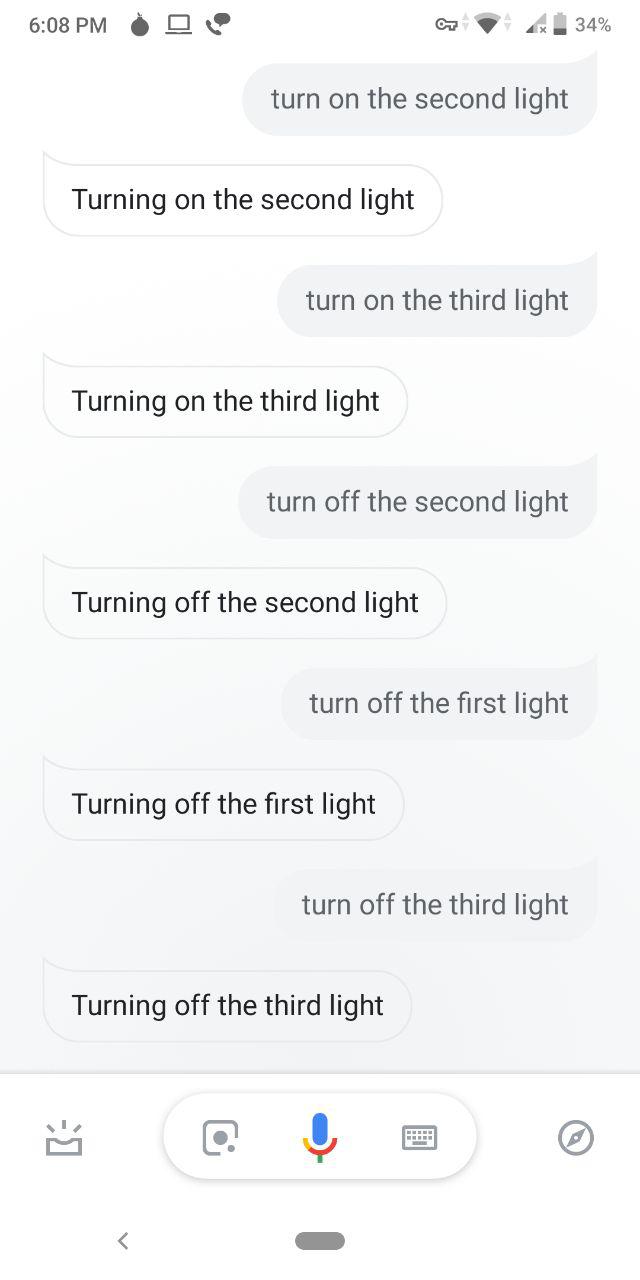 6:08 PM 34%
turn on the second light
Turning on the second light
turn on the third light
Turning on the third light
turn off the second light
Turning off the second light
turn off the first light
Turning off the first light
turn off the third light
Turning off the third light